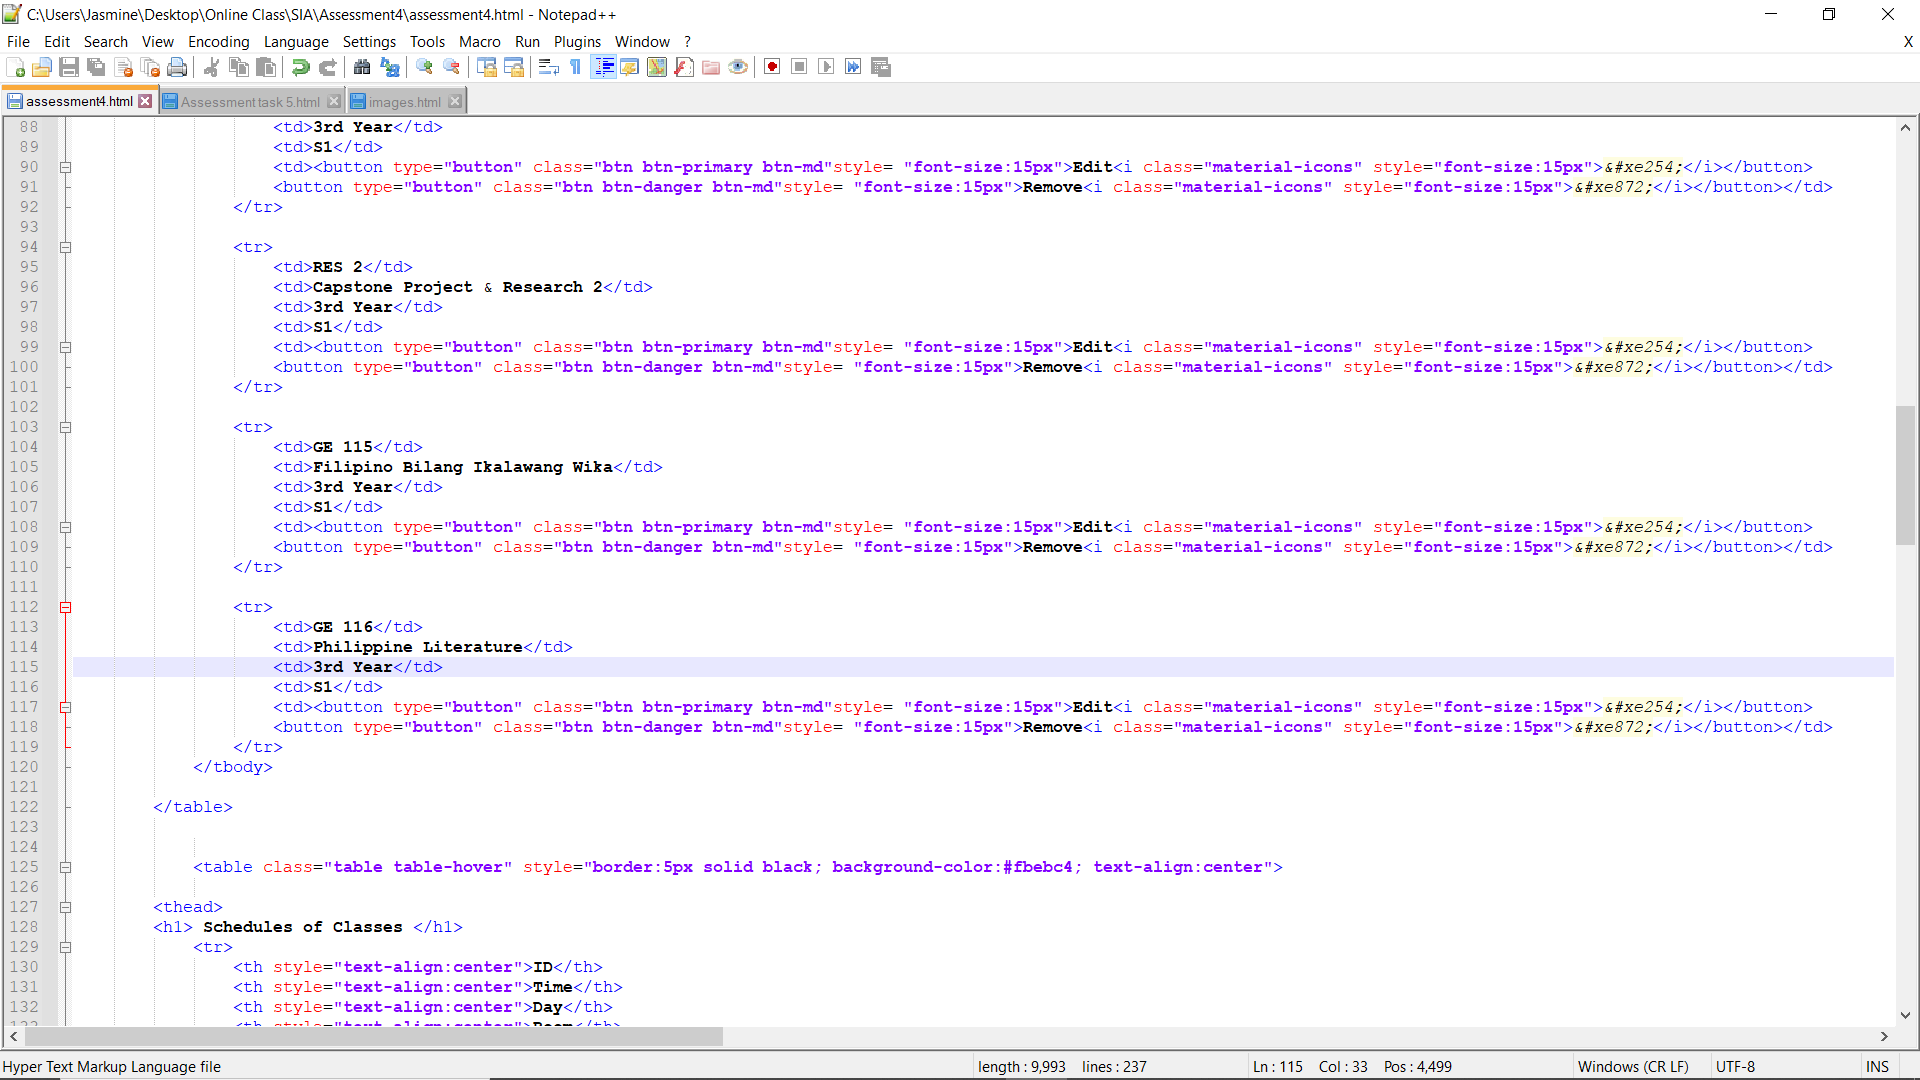 C:\Users\Jasmine\Desktop\Online Class\SIA\Assessment4\assessment4.html - Notepad++
File Edit Search View Encoding Language Settings Tools Macro Run Plugins Window ? X
assessment4.html Assessment task 5.html images.html
88 <td>3rd Year</td>
89 <td>S1</td>
90 <td><button type="button" class="btn btn-primary btn-md"style= "font-size:15px">Edit<i class="material-icons" style="font-size:15px">&#xe254;</i></button>
91 <button type="button" class="btn btn-danger btn-md"style= "font-size:15px">Remove<i class="material-icons" style="font-size:15px">&#xe872;</i></button></td>
92 </tr>
93
94 <tr>
95 <td>RES 2</td>
96 <td>Capstone Project & Research 2</td>
97 <td>3rd Year</td>
98 <td>S1</td>
99 <td><button type="button" class="btn btn-primary btn-md"style= "font-size:15px">Edit<i class="material-icons" style="font-size:15px">&#xe254;</i></button>
100 <button type="button" class="btn btn-danger btn-md"style= "font-size:15px">Remove<i class="material-icons" style="font-size:15px">&#xe872;</i></button></td>
101 </tr>
102
103 <tr>
104 <td>GE 115</td>
105 <td>Filipino Bilang Ikalawang Wika</td>
106 <td>3rd Year</td>
107 <td>S1</td>
108 <td><button type="button" class="btn btn-primary btn-md"style= "font-size:15px">Edit<i class="material-icons" style="font-size:15px">&#xe254;</i></button>
109 <button type="button" class="btn btn-danger btn-md"style= "font-size:15px">Remove<i class="material-icons" style="font-size:15px">&#xe872;</i></button></td>
110 </tr>
111
112 <tr>
113 <td>GE 116</td>
114 <td>Philippine Literature</td>
115 <td>3rd Year</td>
116 <td>S1</td>
117 <td><button type="button" class="btn btn-primary btn-md"style= "font-size:15px">Edit<i class="material-icons" style="font-size:15px">&#xe254;</i></button>
118 <button type="button" class="btn btn-danger btn-md"style= "font-size:15px">Remove<i class="material-icons" style="font-size:15px">&#xe872;</i></button></td>
119 </tr>
120 </tbody>
121
122 </table>
123
124
125 <table class="table table-hover" style="border:5px solid black; background-color:#fbebc4; text-align:center">
126
127 <thead>
128 <h1> Schedules of Classes </h1>
129 <tr>
130 <th style="text-align:center">ID</th>
131 <th style="text-align:center">Time</th>
132 <th style="text-align:center">Day</th>
133 <th style="text-align:center">Room</th>
Hyper Text Markup Language file length : 9,993 lines : 237 Ln : 115 Col : 33 Pos : 4,499 Windows (CR LF) UTF-8 INS